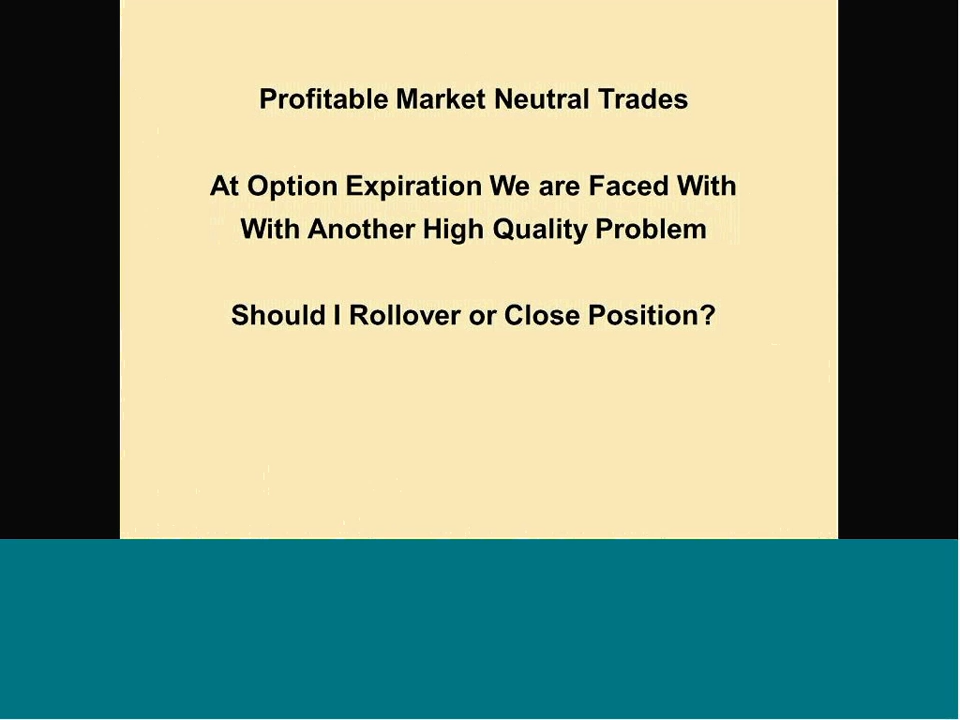 Profitable Market Neutral Trades
At Option Expiration We are Faced With
With Another High Quality Problem
Should I Rollover or Close Position?